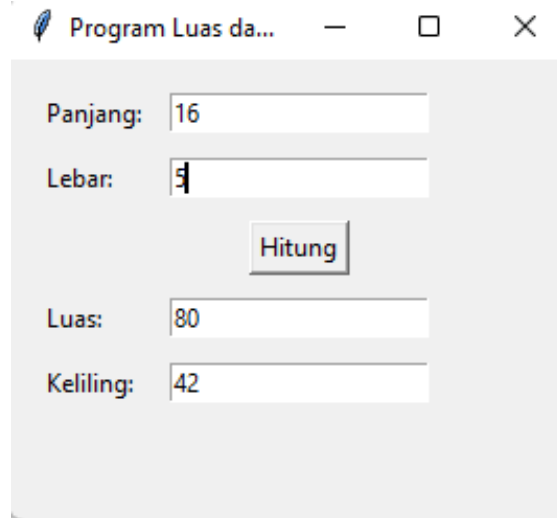 Program Luas da...
Panjang: 16
Lebar: 5
Hitung
Luas: 80
Keliling: 42